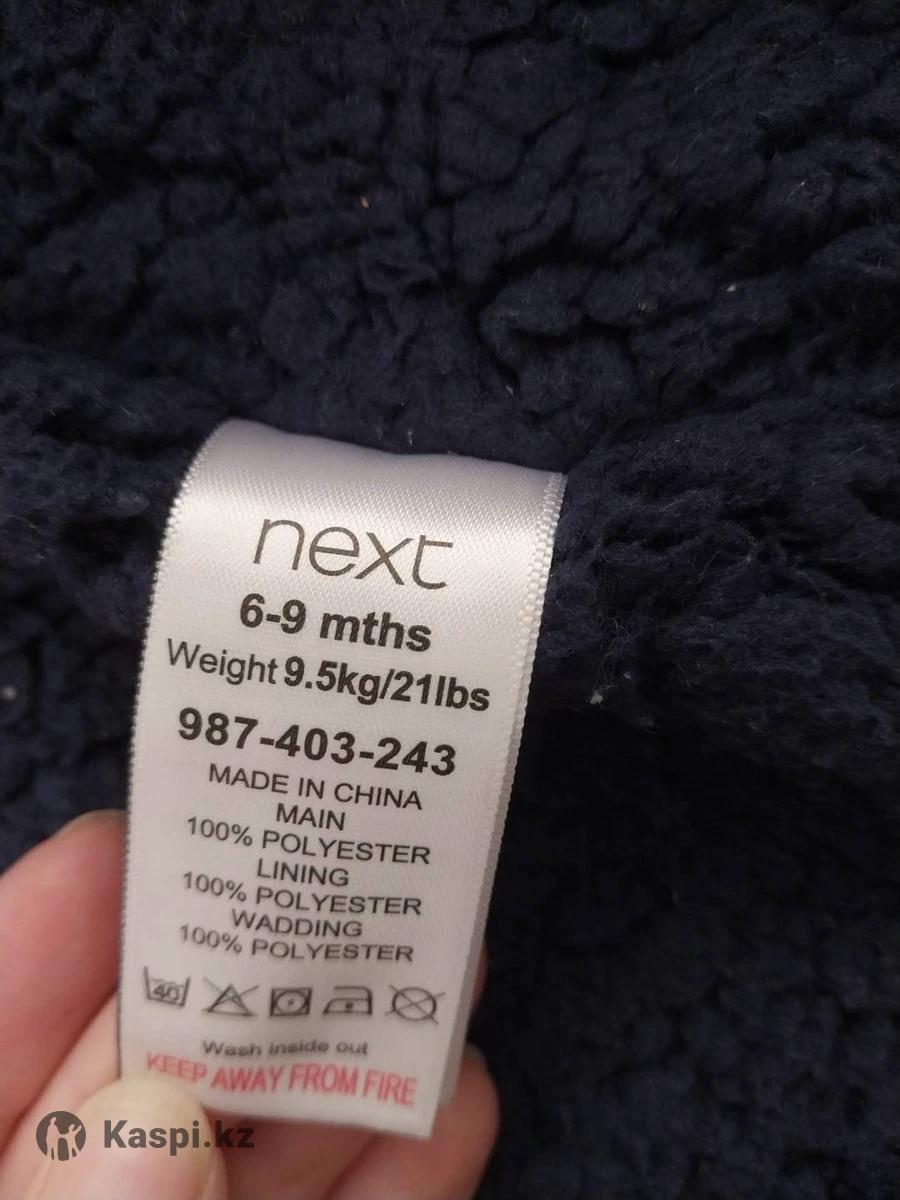 next
6-9 mths
Weight 9.5kg/21lbs
987-403-243
MADE IN CHINA
MAIN
100% POLYESTER
LINING
100% POLYESTER
WADDING
100% POLYESTER
40
Wash inside out
KEEP AWAY FROM FIRE
Kaspi.kz